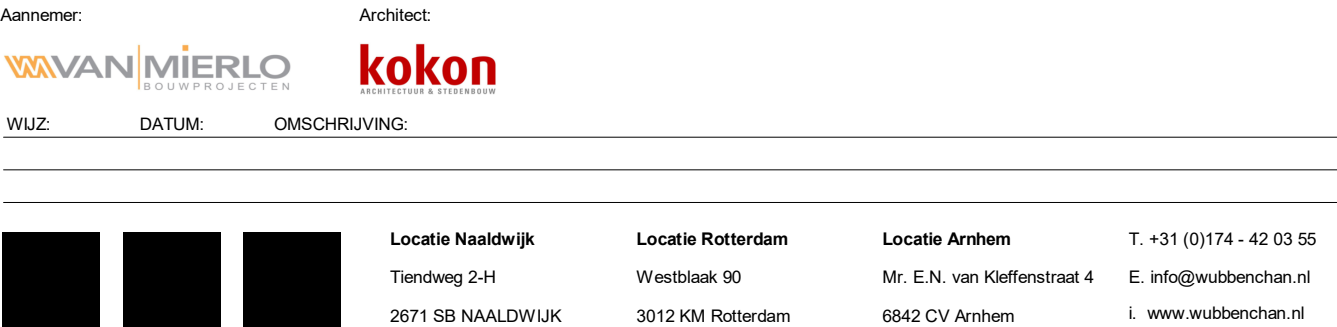 Aannemer: Architect:
VAN MiERLO kokon
BOUWPROJECTEN ARCHITECTUUR & STEDENBOUW
WIJZ: DATUM: OMSCHRIJVING:
Locatie Naaldwijk Locatie Rotterdam Locatie Arnhem T. +31 (0)174 - 42 03 55
Tiendweg 2-H Westblaak 90 Mr. E.N. van Kleffenstraat 4 E. info@wubbenchan.nl
2671 SB NAALDWIJK 3012 KM Rotterdam 6842 CV Arnhem i. www.wubbenchan.nl